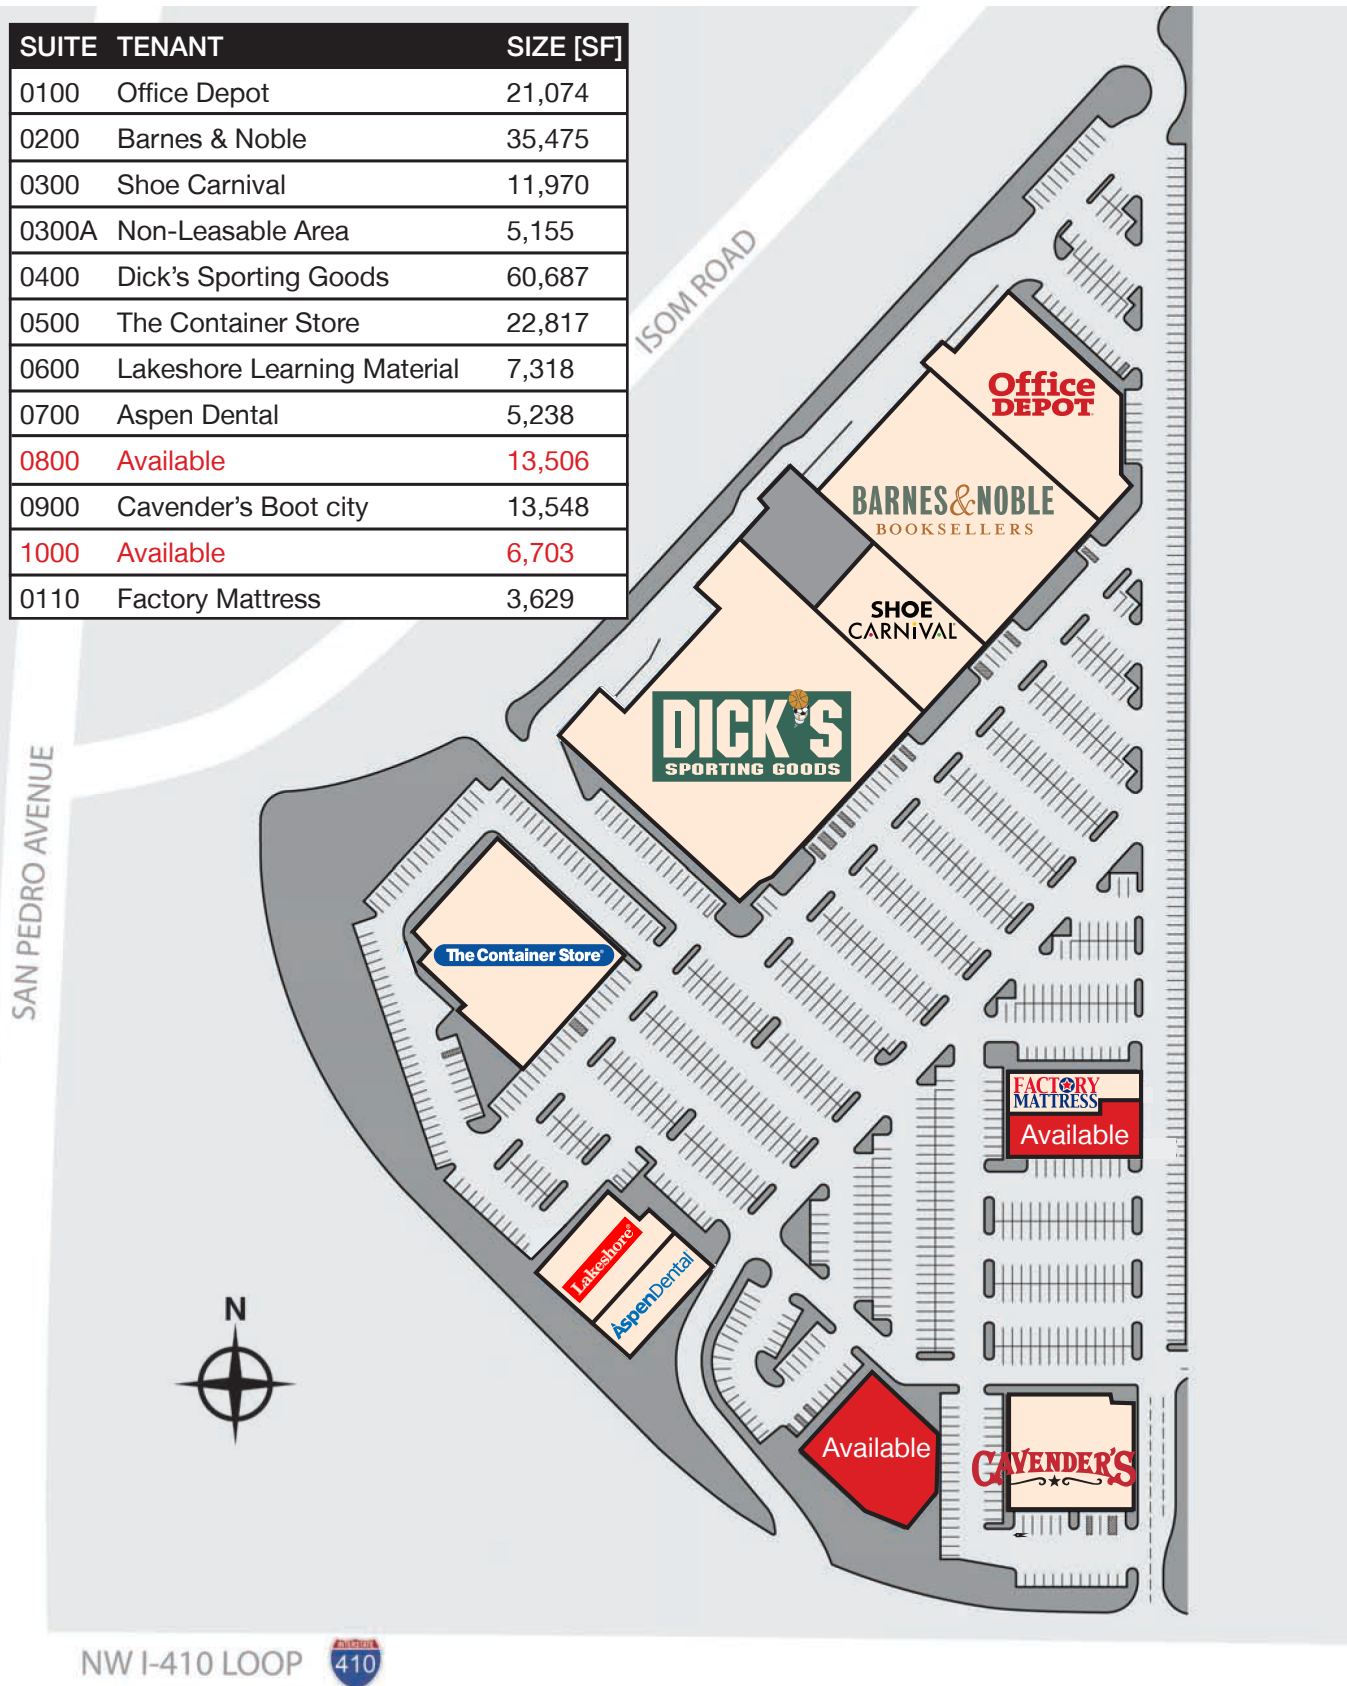 SUITE TENANT SIZE [SF]
0100 Office Depot 21,074
0200 Barnes & Noble 35,475
0300 Shoe Carnival 11,970
0300A Non-Leasable Area 5,155
0400 Dick's Sporting Goods 60,687
0500 The Container Store 22,817
0600 Lakeshore Learning Material 7,318
0700 Aspen Dental 5,238
0800 Available 13,506
0900 Cavender's Boot city 13,548
1000 Available 6,703
0110 Factory Mattress 3,629
ISOM ROAD
Office
DEPOT
BARNES&NOBLE
BOOKSELLERS
SHOE
CARNiVAL
DICK'S
SPORTING GOODS
SAN PEDRO AVENUE
The Container Store
FACTORY
MATTRESS
Available
Lakeshore
AspenDental
N
Available
CAVENDER'S
NW I-410 LOOP
INTERSTATE
410